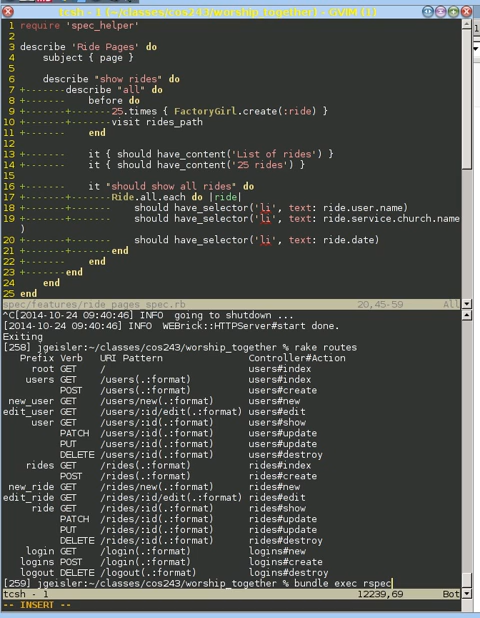 tcsh - 1 (~/classes/cos243/worship_together) - GVIM (1)
1 require 'spec_helper'
2
3 describe 'Ride Pages' do
4     subject { page }
5
6     describe "show rides" do
7 +-------describe "all" do
8 +-------    before do
9 +-------+-------25.times { FactoryGirl.create(:ride) }
10 +-------+-------visit rides_path
11 +-------    end
12
13 +-------    it { should have_content('List of rides') }
14 +-------    it { should have_content('25 rides') }
15
16 +-------    it "should show all rides" do
17 +-------+-------Ride.all.each do |ride|
18 +-------+-------    should have_selector('li', text: ride.user.name)
19 +-------+-------    should have_selector('li', text: ride.service.church.name
)
20 +-------+-------    should have_selector('li', text: ride.date)
21 +-------+-------end
22 +-------    end
23 +-------end
24     end
25 end
spec/features/ride_pages_spec.rb 20,45-59 All
^C[2014-10-24 09:40:46] INFO  going to shutdown ...
[2014-10-24 09:40:46] INFO  WEBrick::HTTPServer#start done.
Exiting
[258] jgeisler:~/classes/cos243/worship_together % rake routes
Prefix Verb   URI Pattern               Controller#Action
root GET    /                         users#index
users GET    /users(.:format)          users#index
POST   /users(.:format)          users#create
new_user GET    /users/new(.:format)      users#new
edit_user GET    /users/:id/edit(.:format) users#edit
user GET    /users/:id(.:format)      users#show
PATCH  /users/:id(.:format)      users#update
PUT    /users/:id(.:format)      users#update
DELETE /users/:id(.:format)      users#destroy
rides GET    /rides(.:format)          rides#index
POST   /rides(.:format)          rides#create
new_ride GET    /rides/new(.:format)      rides#new
edit_ride GET    /rides/:id/edit(.:format) rides#edit
ride GET    /rides/:id(.:format)      rides#show
PATCH  /rides/:id(.:format)      rides#update
PUT    /rides/:id(.:format)      rides#update
DELETE /rides/:id(.:format)      rides#destroy
login GET    /login(.:format)          logins#new
logins POST   /login(.:format)          logins#create
logout DELETE /logout(.:format)         logins#destroy
[259] jgeisler:~/classes/cos243/worship_together % bundle exec rspec
tcsh - 1 12239,69 Bot
-- INSERT --